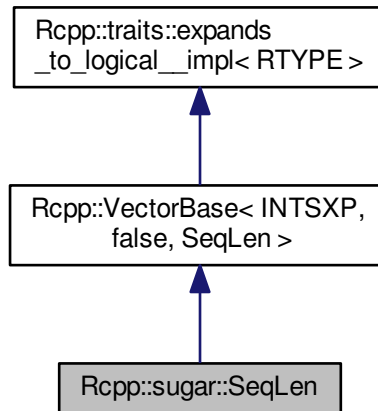 Rcpp::traits::expands
_to_logical__impl< RTYPE >
Rcpp::VectorBase< INTSXP,
false, SeqLen >
Rcpp::sugar::SeqLen